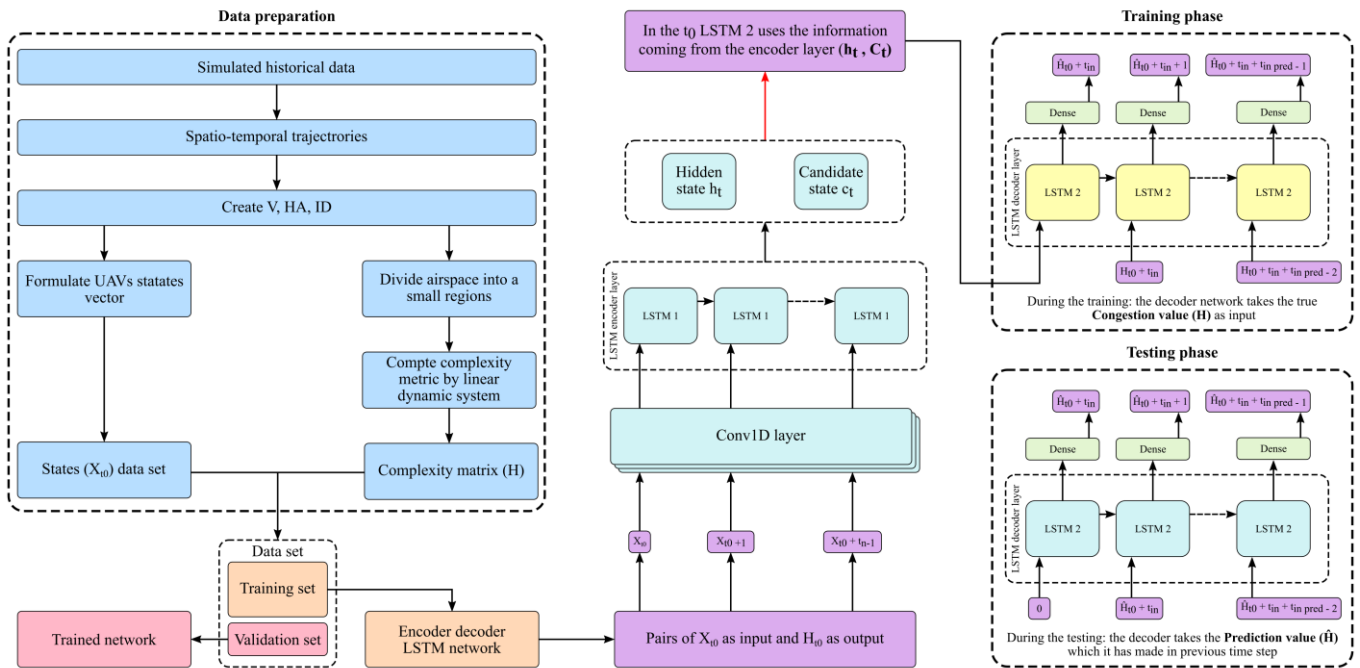 Data preparation
Simulated historical data
Spatio-temporal trajectrories
Create V, HA, ID
Formulate UAVs statates
vector
Divide airspace into a
small regions
Compte complexity
metric by linear
dynamic system
States (Xt0) data set
Complexity matrix (H)
Data set
Training set
Validation set
Trained network
Encoder decoder
LSTM network
In the t0 LSTM 2 uses the information
coming from the encoder layer (ht , Ct)
Hidden
state ht
Candidate
state ct
LSTM encoder layer
LSTM 1
LSTM 1
LSTM 1
Conv1D layer
Xt0
Xt0 +1
Xt0 + tn-1
Pairs of Xt0 as input and Ht0 as output
Training phase
Ĥt0 + tin
Ĥt0 + tin + 1
Ĥt0 + tin + tin pred - 1
Dense
Dense
Dense
LSTM decoder layer
LSTM 2
LSTM 2
LSTM 2
Ht0 + tin
Ht0 + tin + tin pred - 2
During the training: the decoder network takes the true
Congestion value (H) as input
Testing phase
Ĥt0 + tin
Ĥt0 + tin + 1
Ĥt0 + tin + tin pred - 1
Dense
Dense
Dense
LSTM decoder layer
LSTM 2
LSTM 2
LSTM 2
0
Ĥt0 + tin
Ĥt0 + tin + tin pred - 2
During the testing: the decoder takes the Prediction value (Ĥ)
which it has made in previous time step